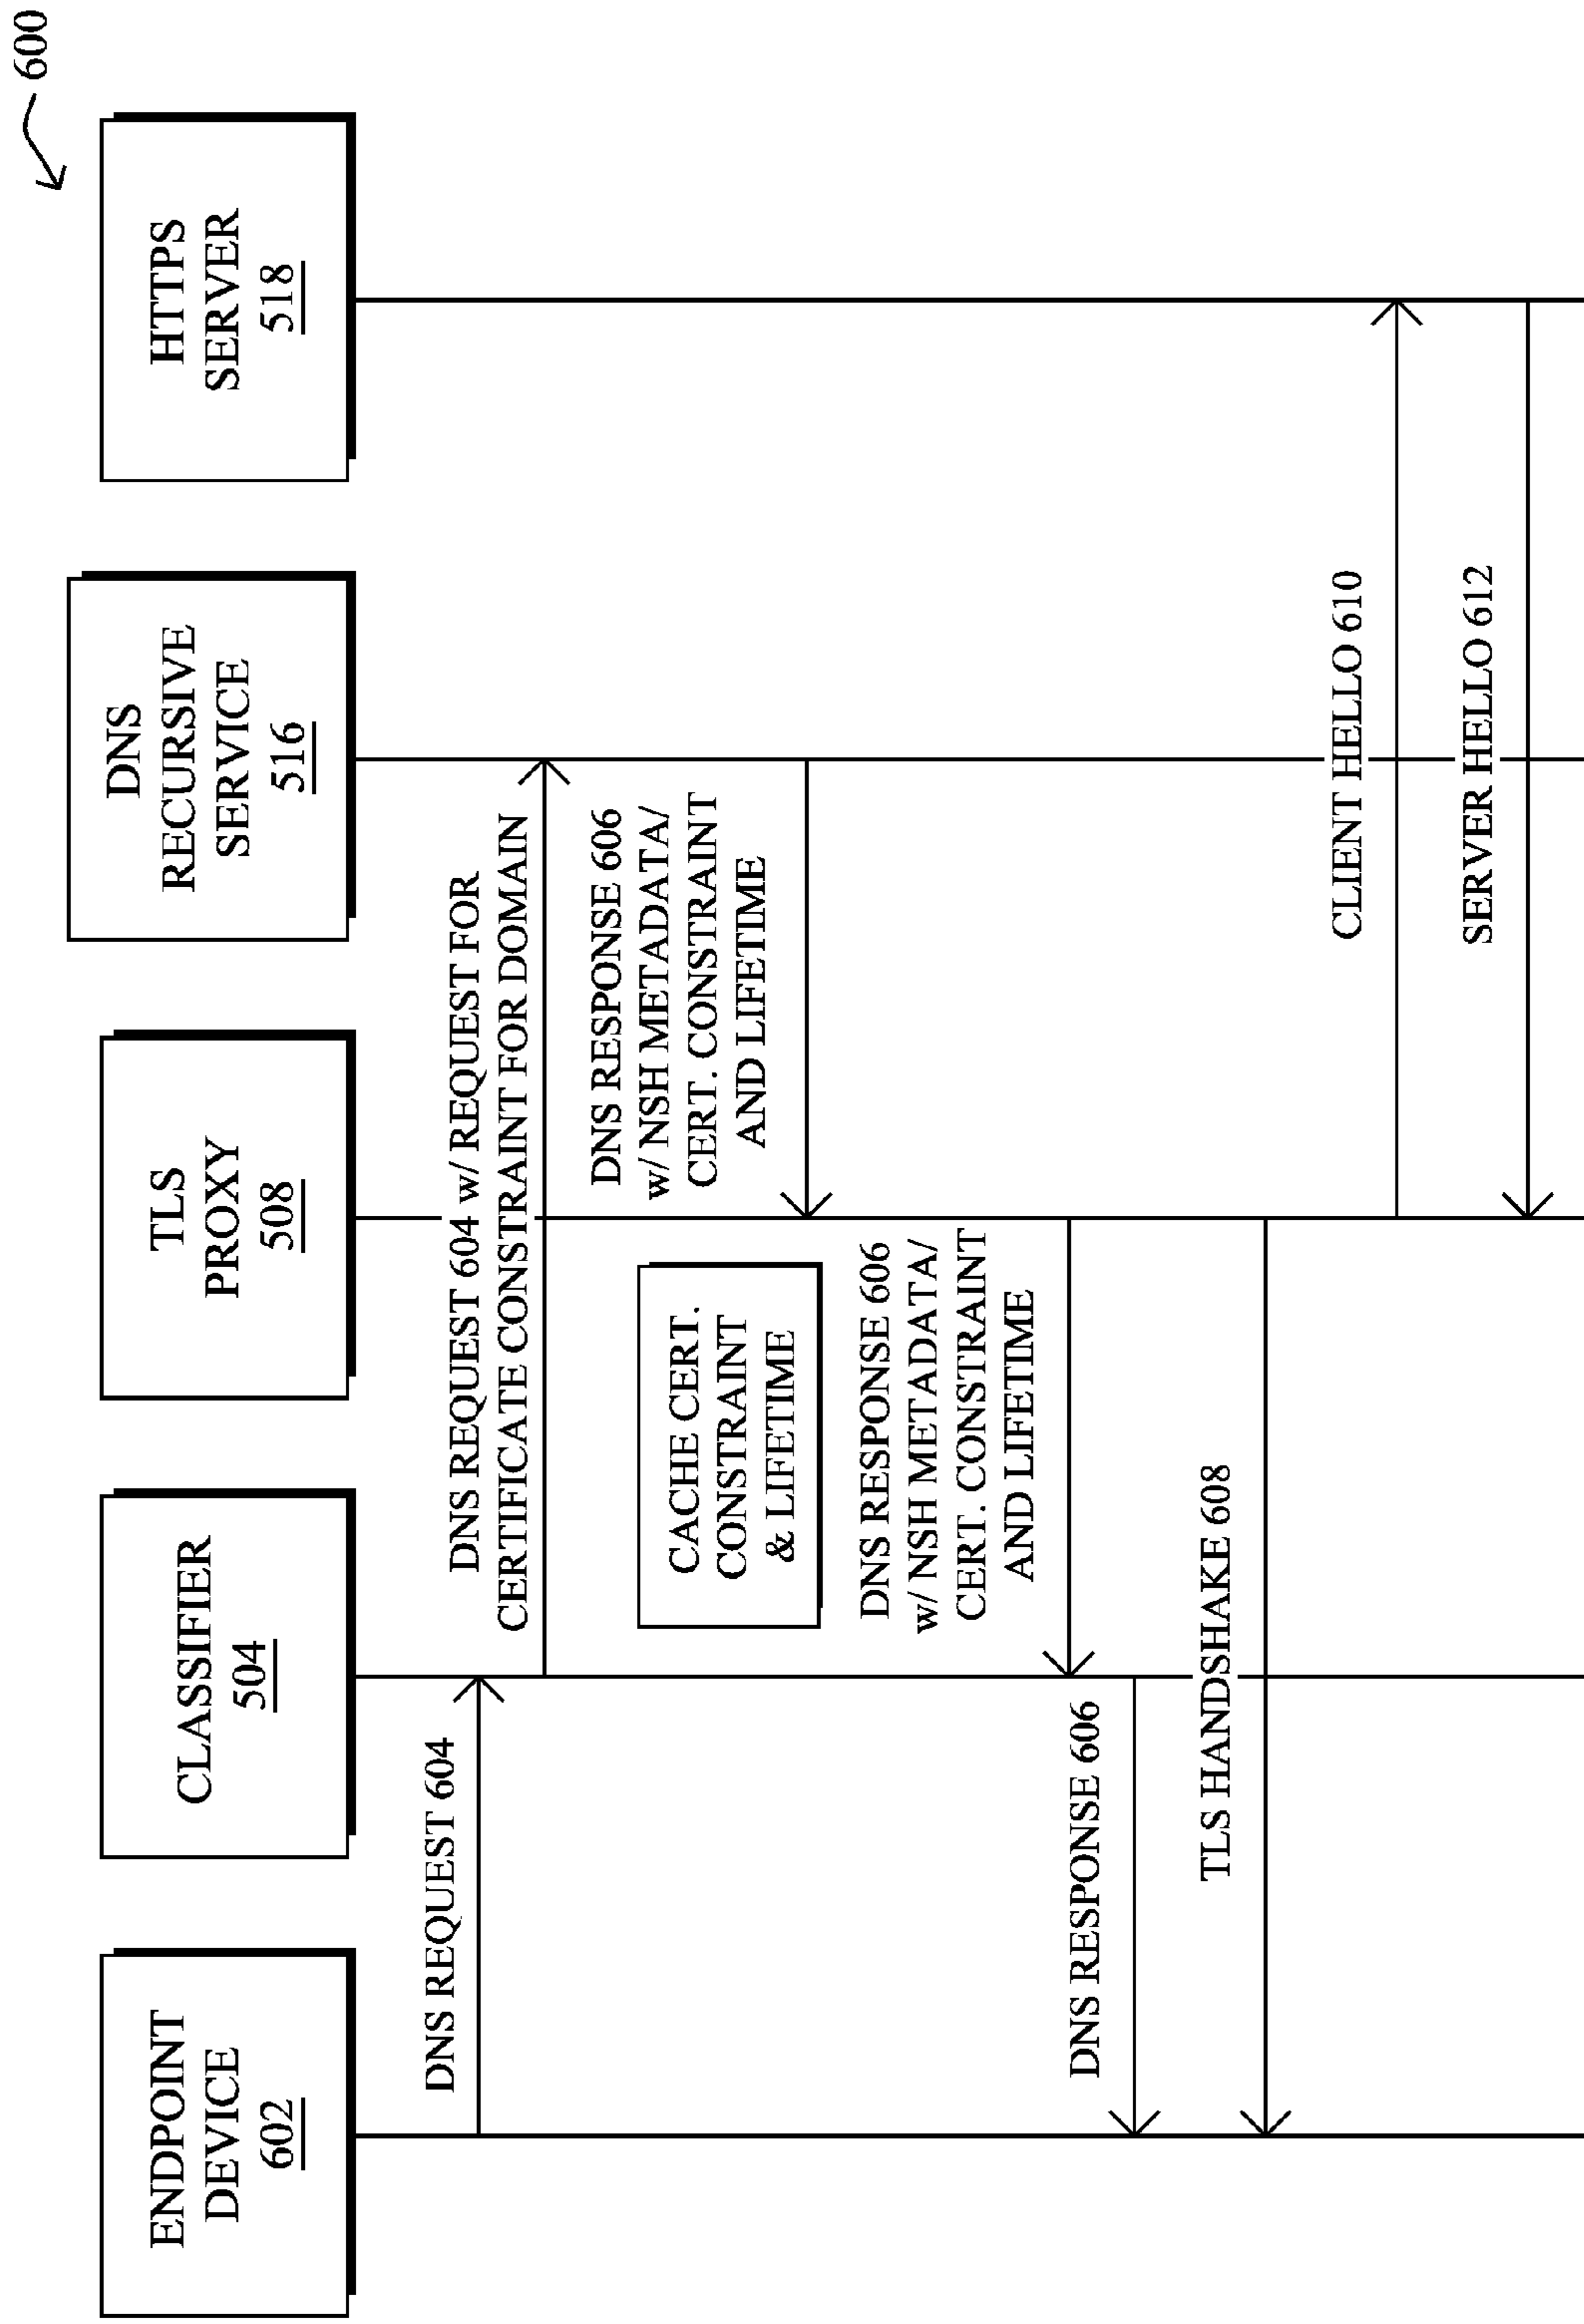 600
ENDPOINT
DEVICE
602
CLASSIFIER
504
TLS
PROXY
508
DNS
RECURSIVE
SERVICE
516
HTTPS
SERVER
518
DNS REQUEST 604
DNS REQUEST 604 w/ REQUEST FOR
CERTIFICATE CONSTRAINT FOR DOMAIN
DNS RESPONSE 606
w/ NSH METADATA/
CERT. CONSTRAINT
AND LIFETIME
CACHE CERT.
CONSTRAINT
& LIFETIME
DNS RESPONSE 606
w/ NSH METADATA/
CERT. CONSTRAINT
AND LIFETIME
DNS RESPONSE 606
TLS HANDSHAKE 608
CLIENT HELLO 610
SERVER HELLO 612